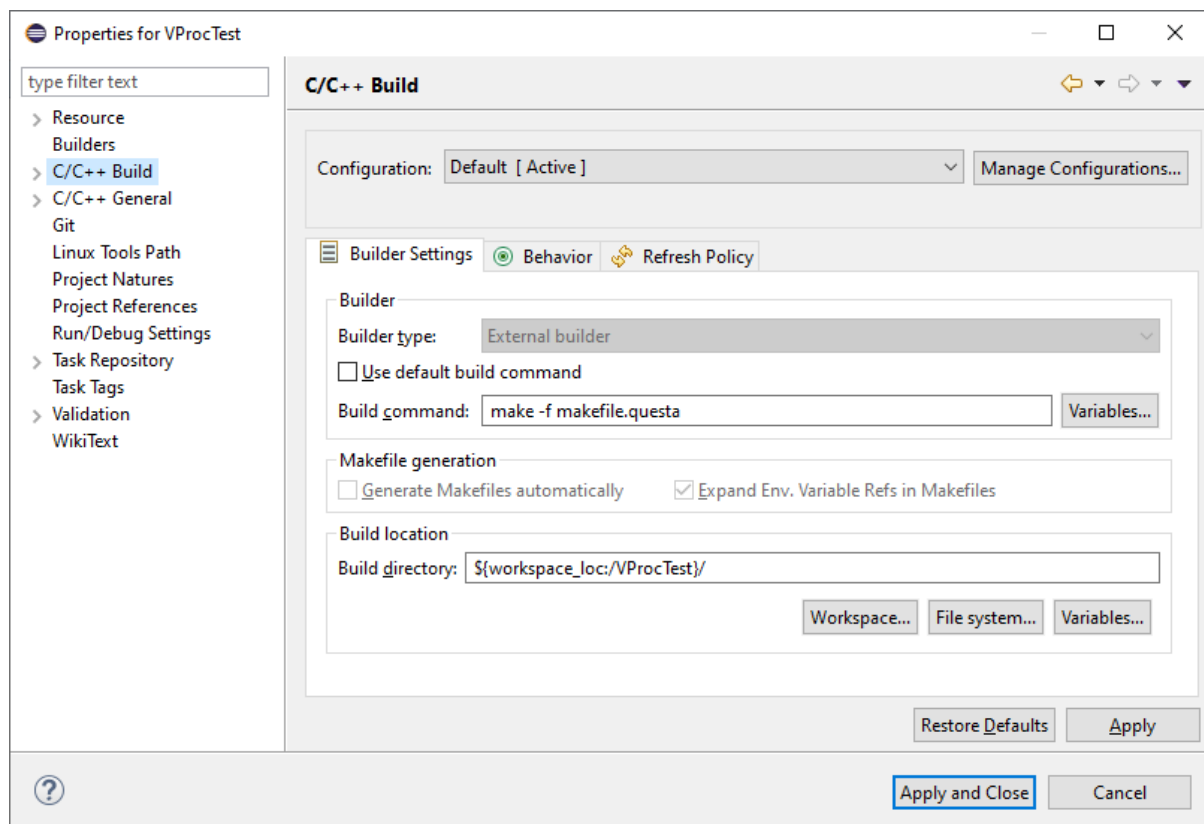 Properties for VProcTest
type filter text
Resource
Builders
C/C++ Build
C/C++ General
Git
Linux Tools Path
Project Natures
Project References
Run/Debug Settings
Task Repository
Task Tags
Validation
WikiText
C/C++ Build
Configuration: Default [ Active ] Manage Configurations...
Builder Settings Behavior Refresh Policy
Builder
Builder type: External builder
Use default build command
Build command: make -f makefile.questa Variables...
Makefile generation
Generate Makefiles automatically Expand Env. Variable Refs in Makefiles
Build location
Build directory: ${workspace_loc:/VProcTest}/
Workspace... File system... Variables...
Restore Defaults Apply
Apply and Close Cancel